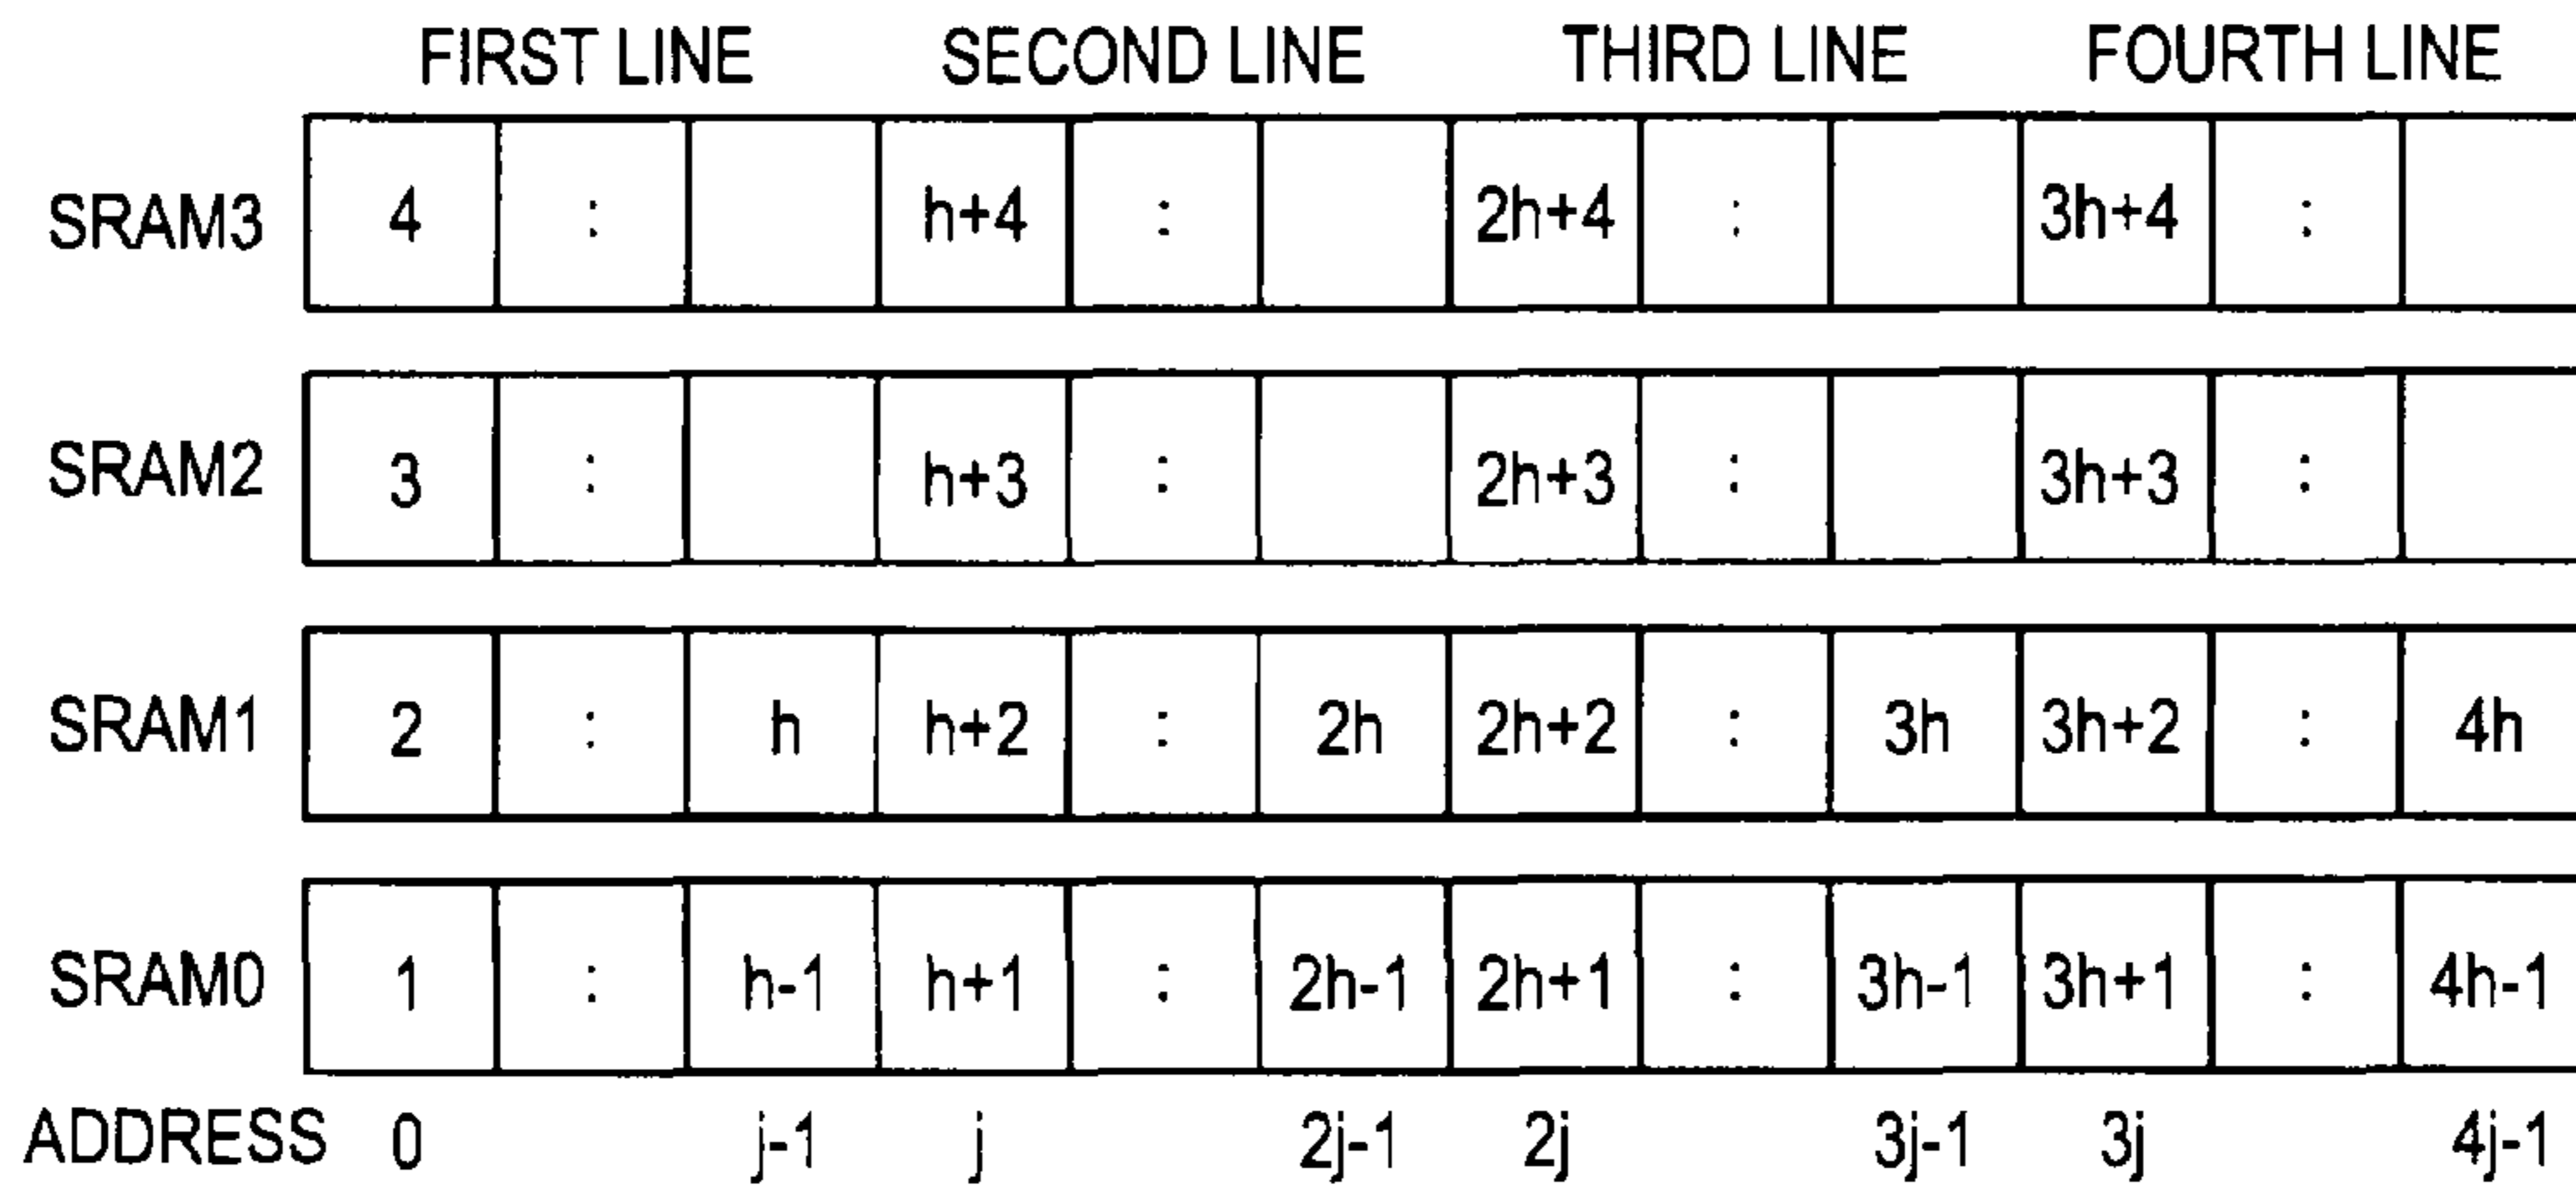 FIRST LINE SECOND LINE THIRD LINE FOURTH LINE
SRAM3 4 : h+4 : 2h+4 : 3h+4 :
SRAM2 3 : h+3 : 2h+3 : 3h+3 :
SRAM1 2 : h h+2 : 2h 2h+2 : 3h 3h+2 : 4h
SRAM0 1 : h-1 h+1 : 2h-1 2h+1 : 3h-1 3h+1 : 4h-1
ADDRESS 0 j-1 j 2j-1 2j 3j-1 3j 4j-1